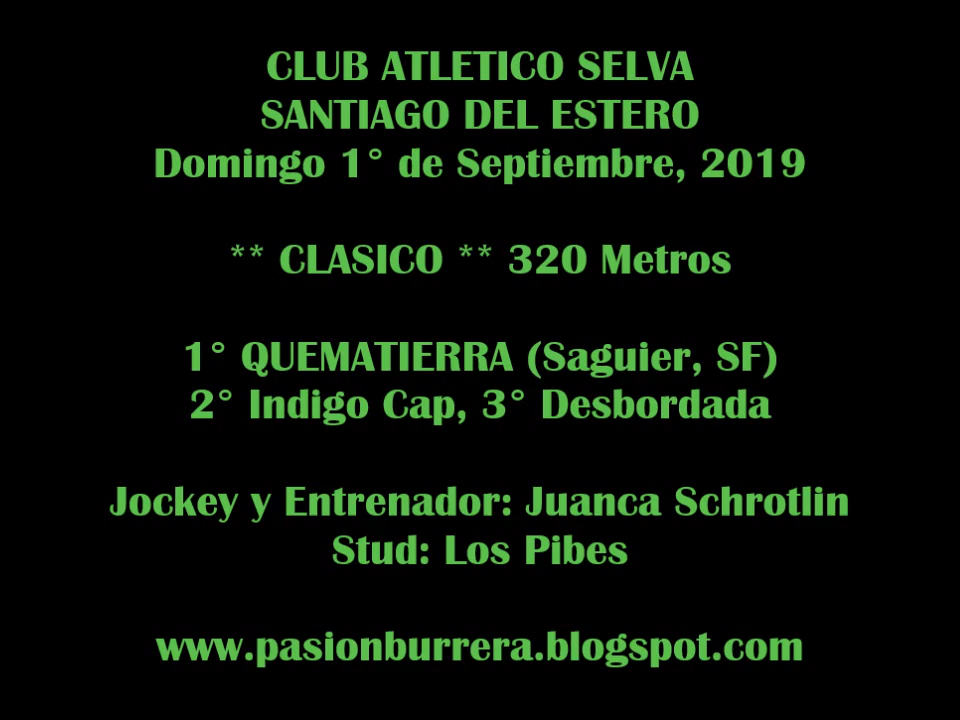 CLUB ATLETICO SELVA
SANTIAGO DEL ESTERO
Domingo 1° de Septiembre, 2019
** CLASICO ** 320 Metros
1° QUEMATIERRA (Saguier, SF)
2° Indigo Cap, 3° Desbordada
Jockey y Entrenador: Juanca Schrotlin
Stud: Los Pibes
www.pasionburrera.blogspot.com